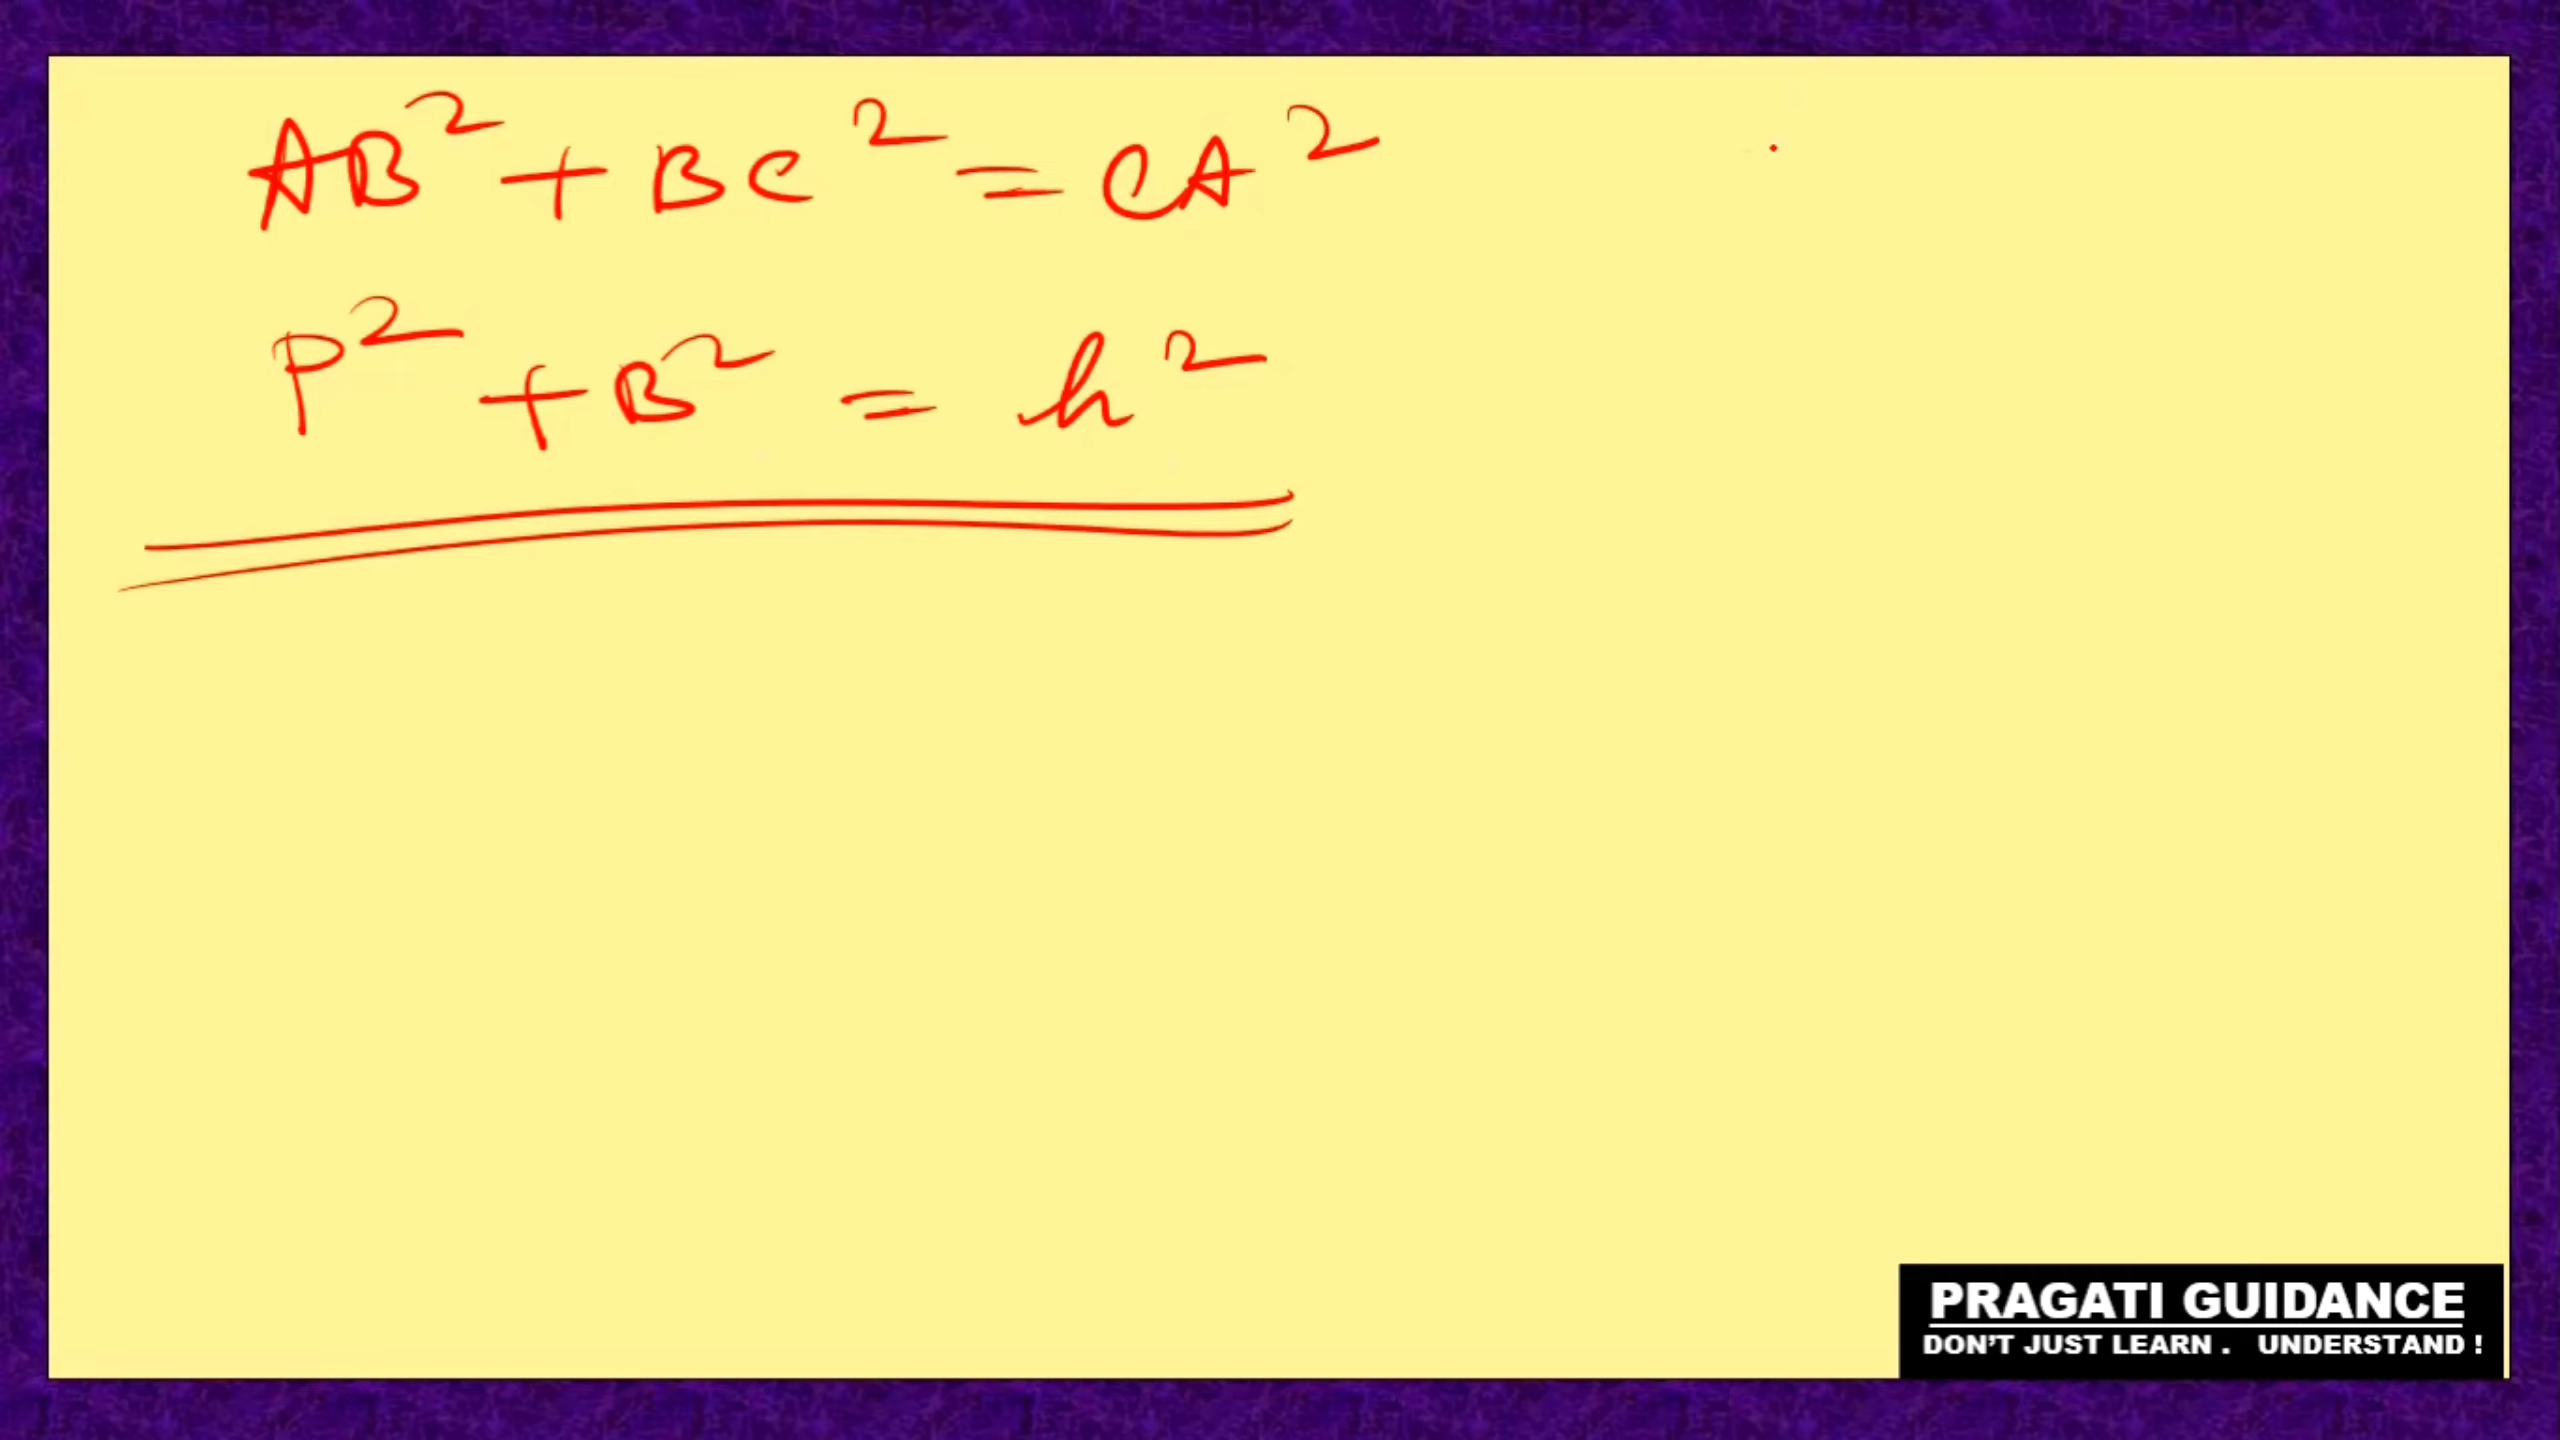 AB² + BC² = CA²
P² + B² = h²
PRAGATI GUIDANCE
DON'T JUST LEARN . UNDERSTAND !